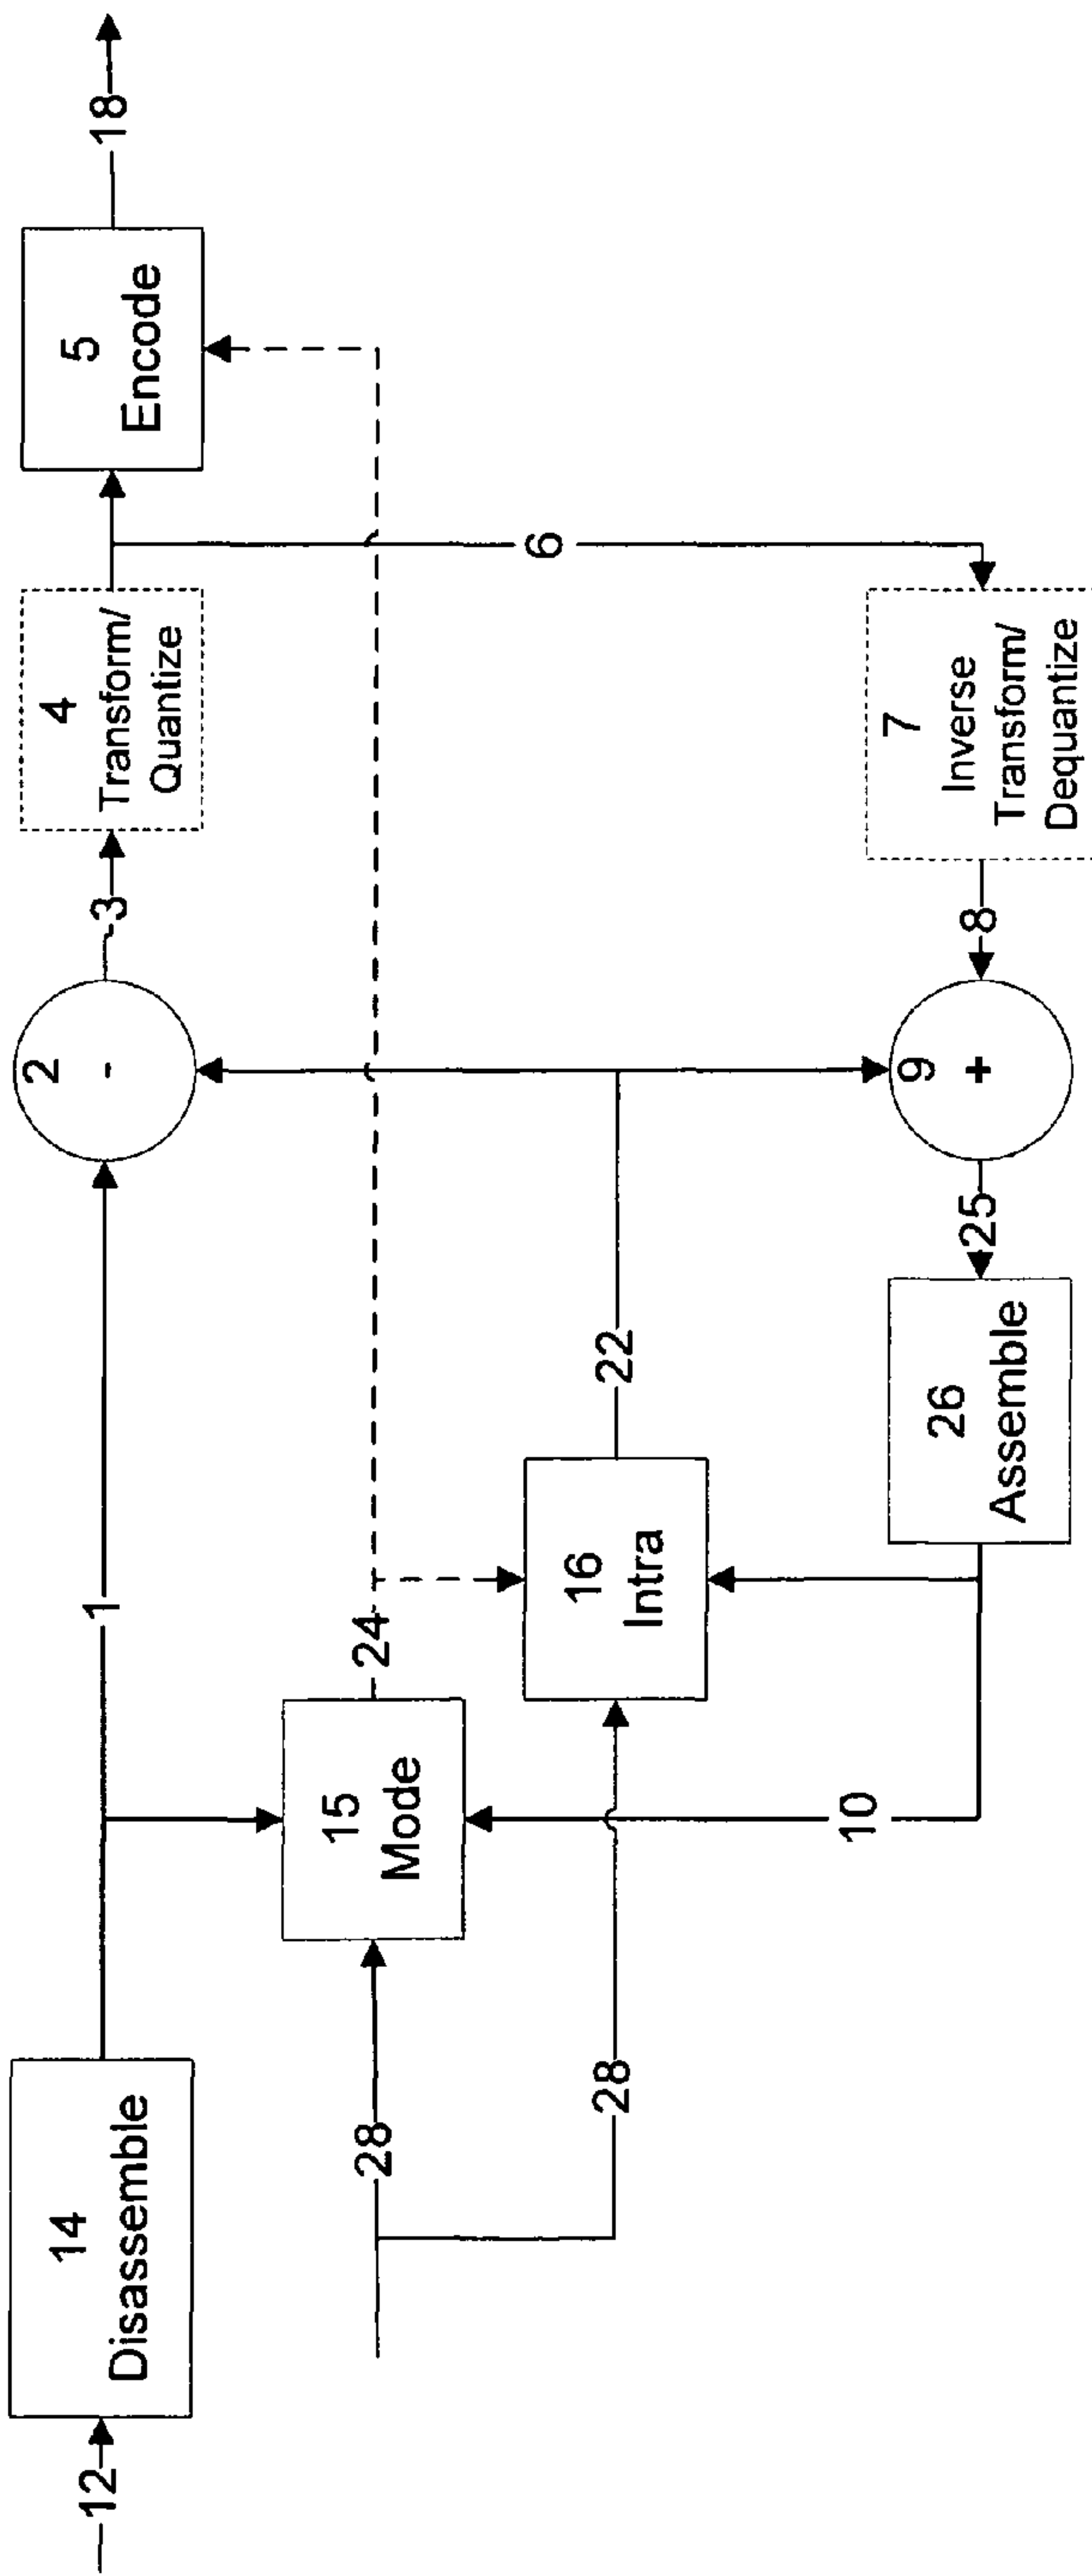 12
14
Disassemble
1
2
-
3
4
Transform/
Quantize
5
Encode
18
28
15
Mode
24
28
16
Intra
22
6
10
26
Assemble
25
9
+
8
7
Inverse
Transform/
Dequantize